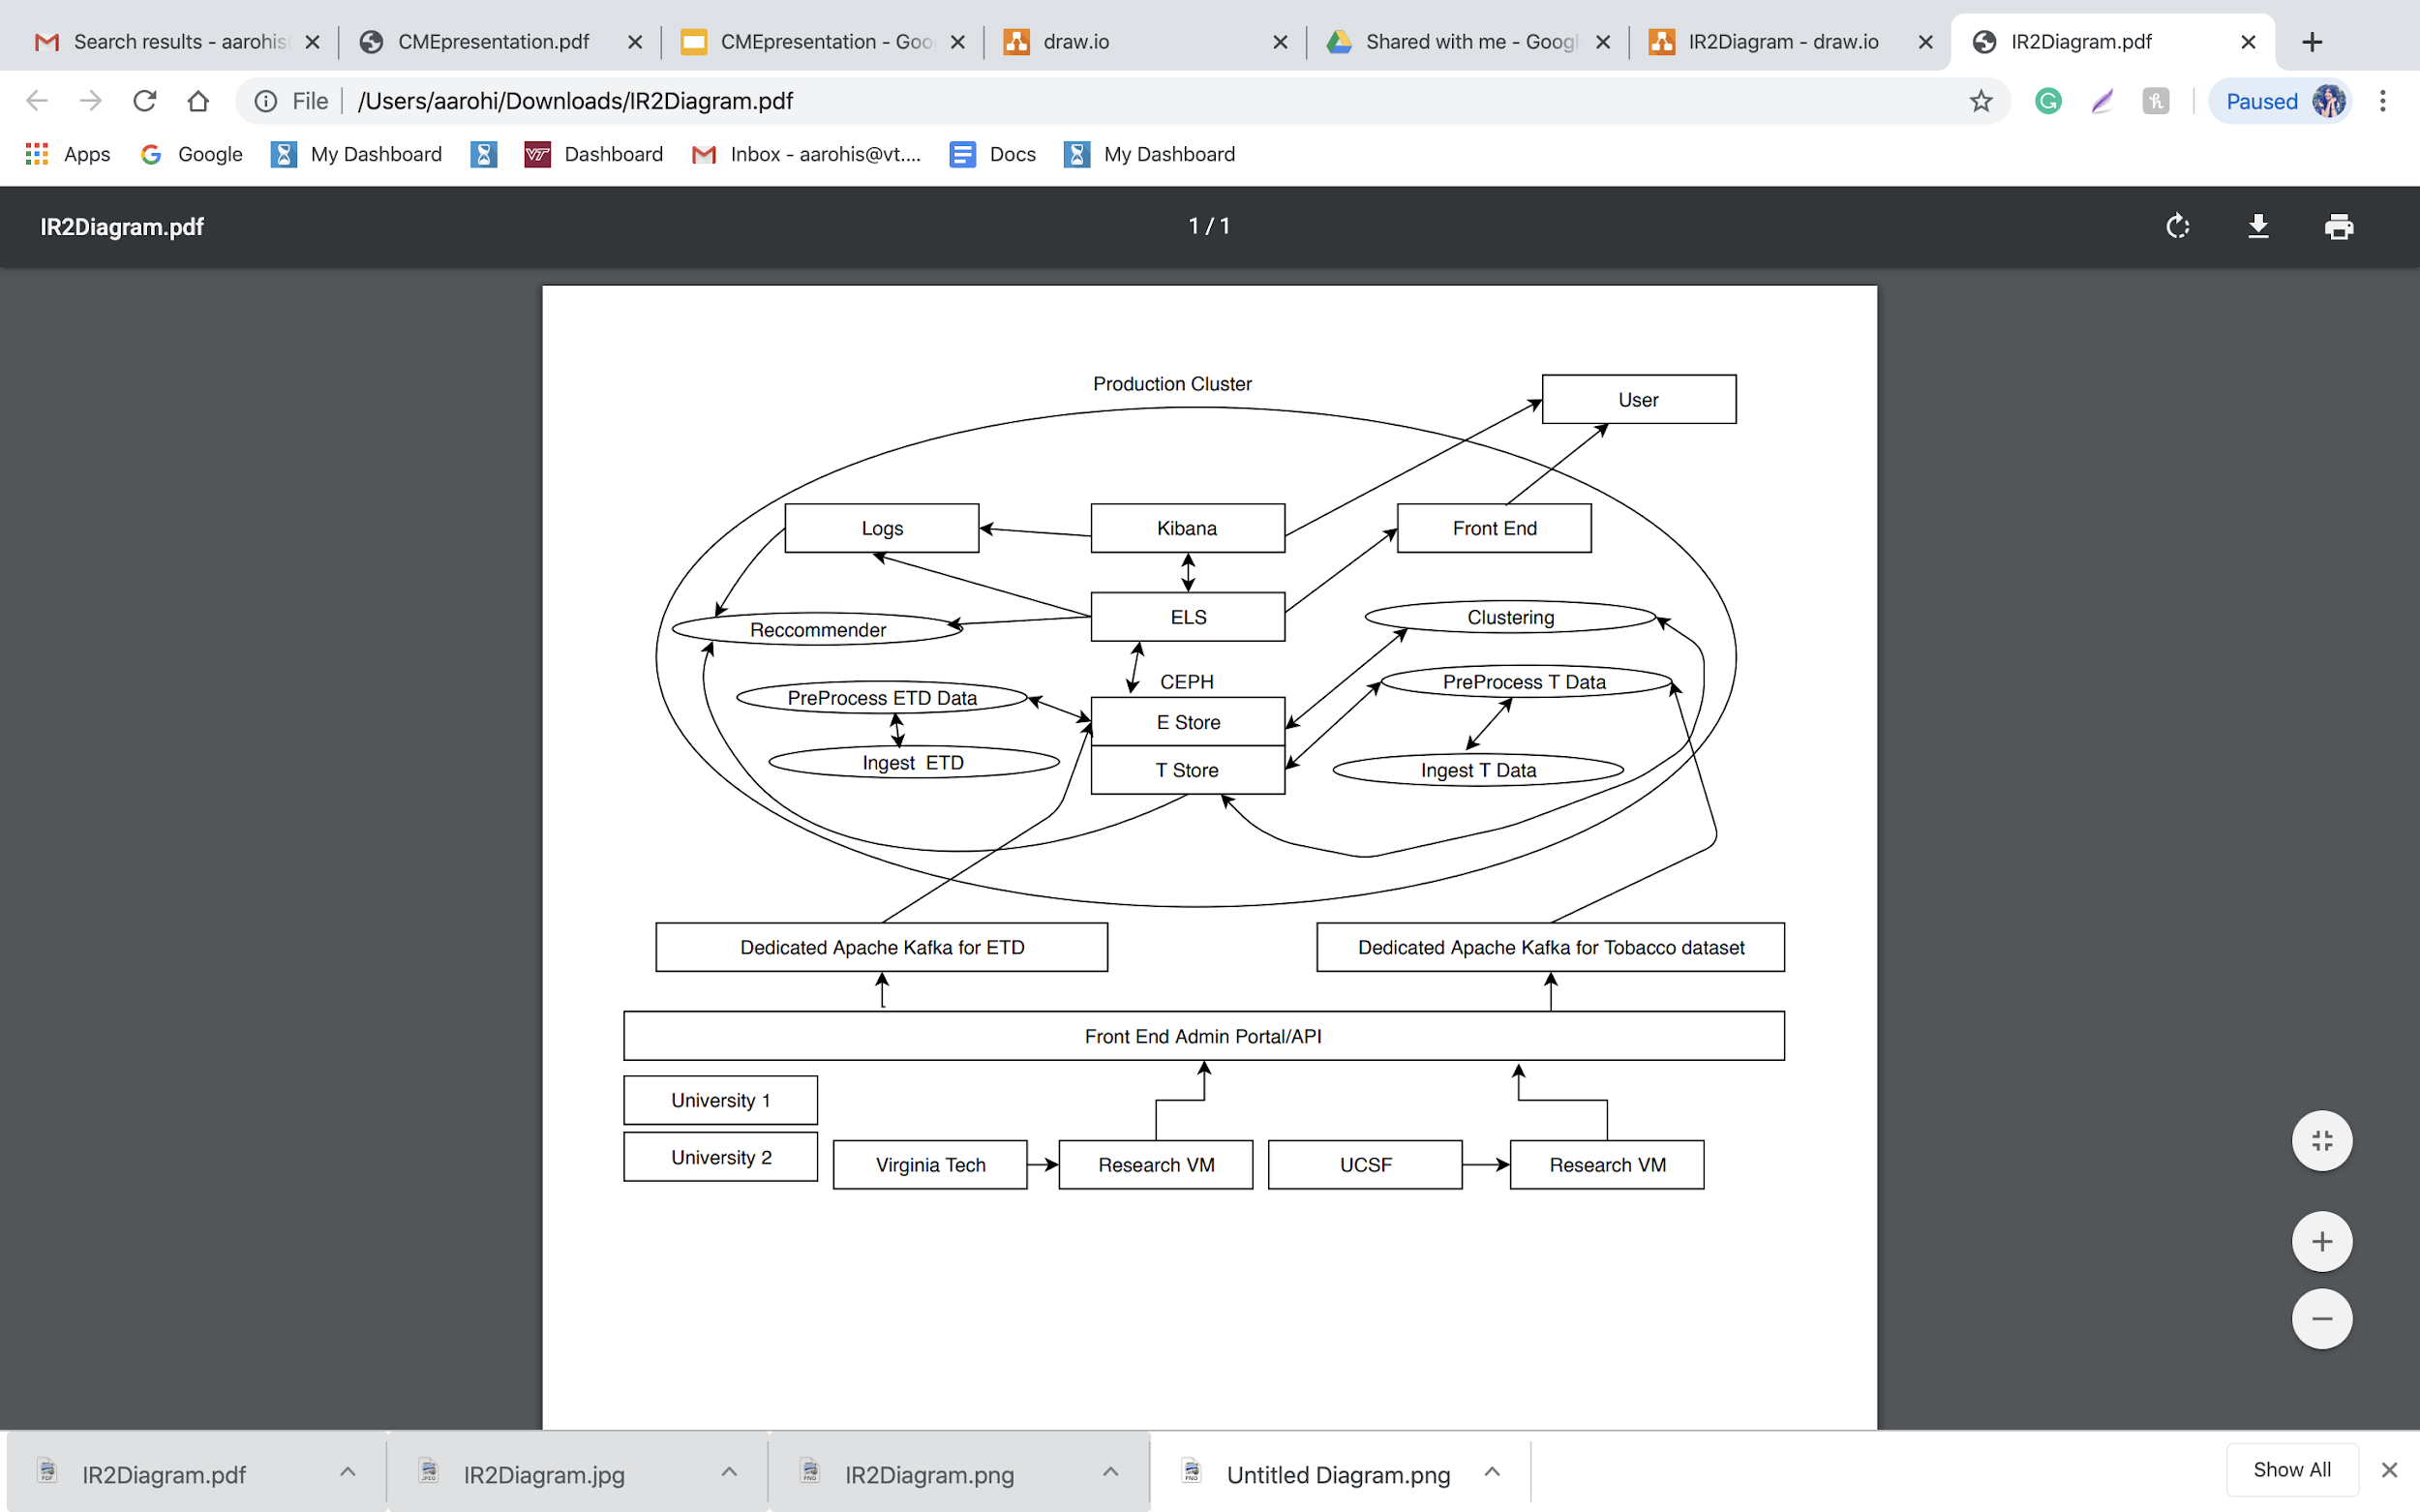 Search results - aarohis
CMEpresentation.pdf
CMEpresentation - Goo
draw.io
Shared with me - Googl
IR2Diagram - draw.io
IR2Diagram.pdf
File /Users/aarohi/Downloads/IR2Diagram.pdf
Paused
Apps
Google
My Dashboard
Dashboard
Inbox - aarohis@vt....
Docs
My Dashboard
IR2Diagram.pdf
1 / 1
Production Cluster
User
Logs
Kibana
Front End
Reccommender
ELS
Clustering
CEPH
PreProcess ETD Data
PreProcess T Data
E Store
Ingest ETD
T Store
Ingest T Data
Dedicated Apache Kafka for ETD
Dedicated Apache Kafka for Tobacco dataset
Front End Admin Portal/API
University 1
University 2
Virginia Tech
Research VM
UCSF
Research VM
IR2Diagram.pdf
IR2Diagram.jpg
IR2Diagram.png
Untitled Diagram.png
Show All